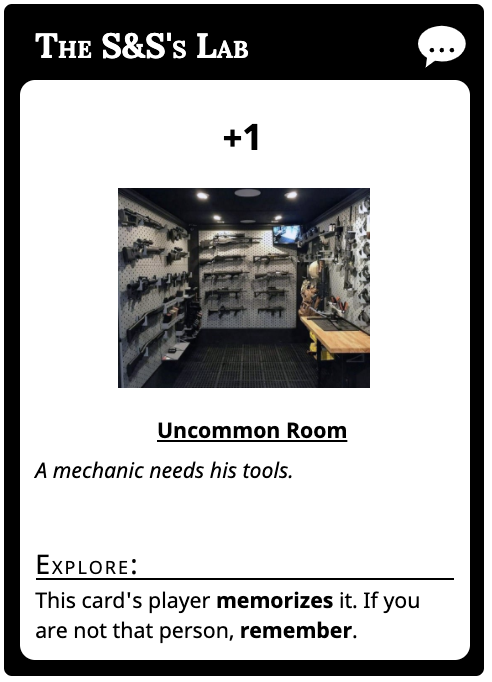 The S&S's Lab
+1
Uncommon Room
A mechanic needs his tools.
Explore:
This card's player memorizes it. If you
are not that person, remember.